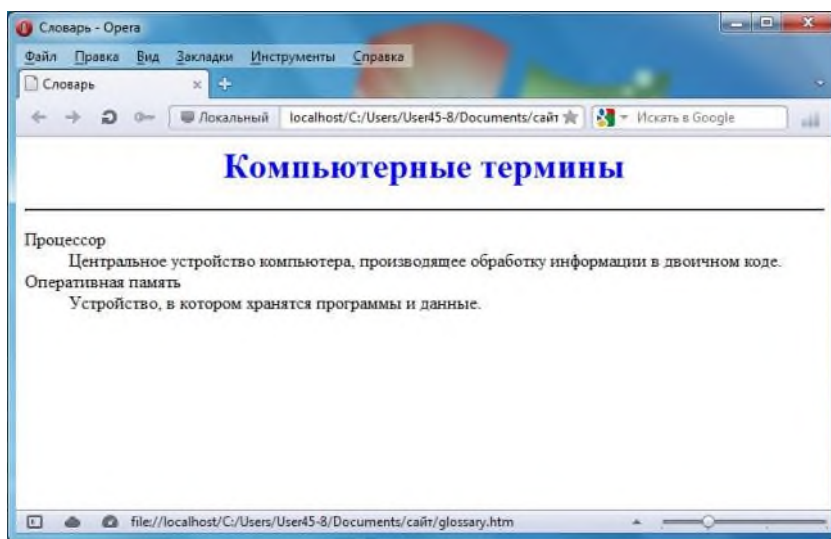 Словарь - Opera
Файл Правка Вид Закладки Инструменты Справка
Словарь
Локальный localhost/C:/Users/User45-8/Documents/сайт Искать в Google
Компьютерные термины
Процессор
Центральное устройство компьютера, производящее обработку информации в двоичном коде.
Оперативная память
Устройство, в котором хранятся программы и данные.
file://localhost/C:/Users/User45-8/Documents/сайт/glossary.htm